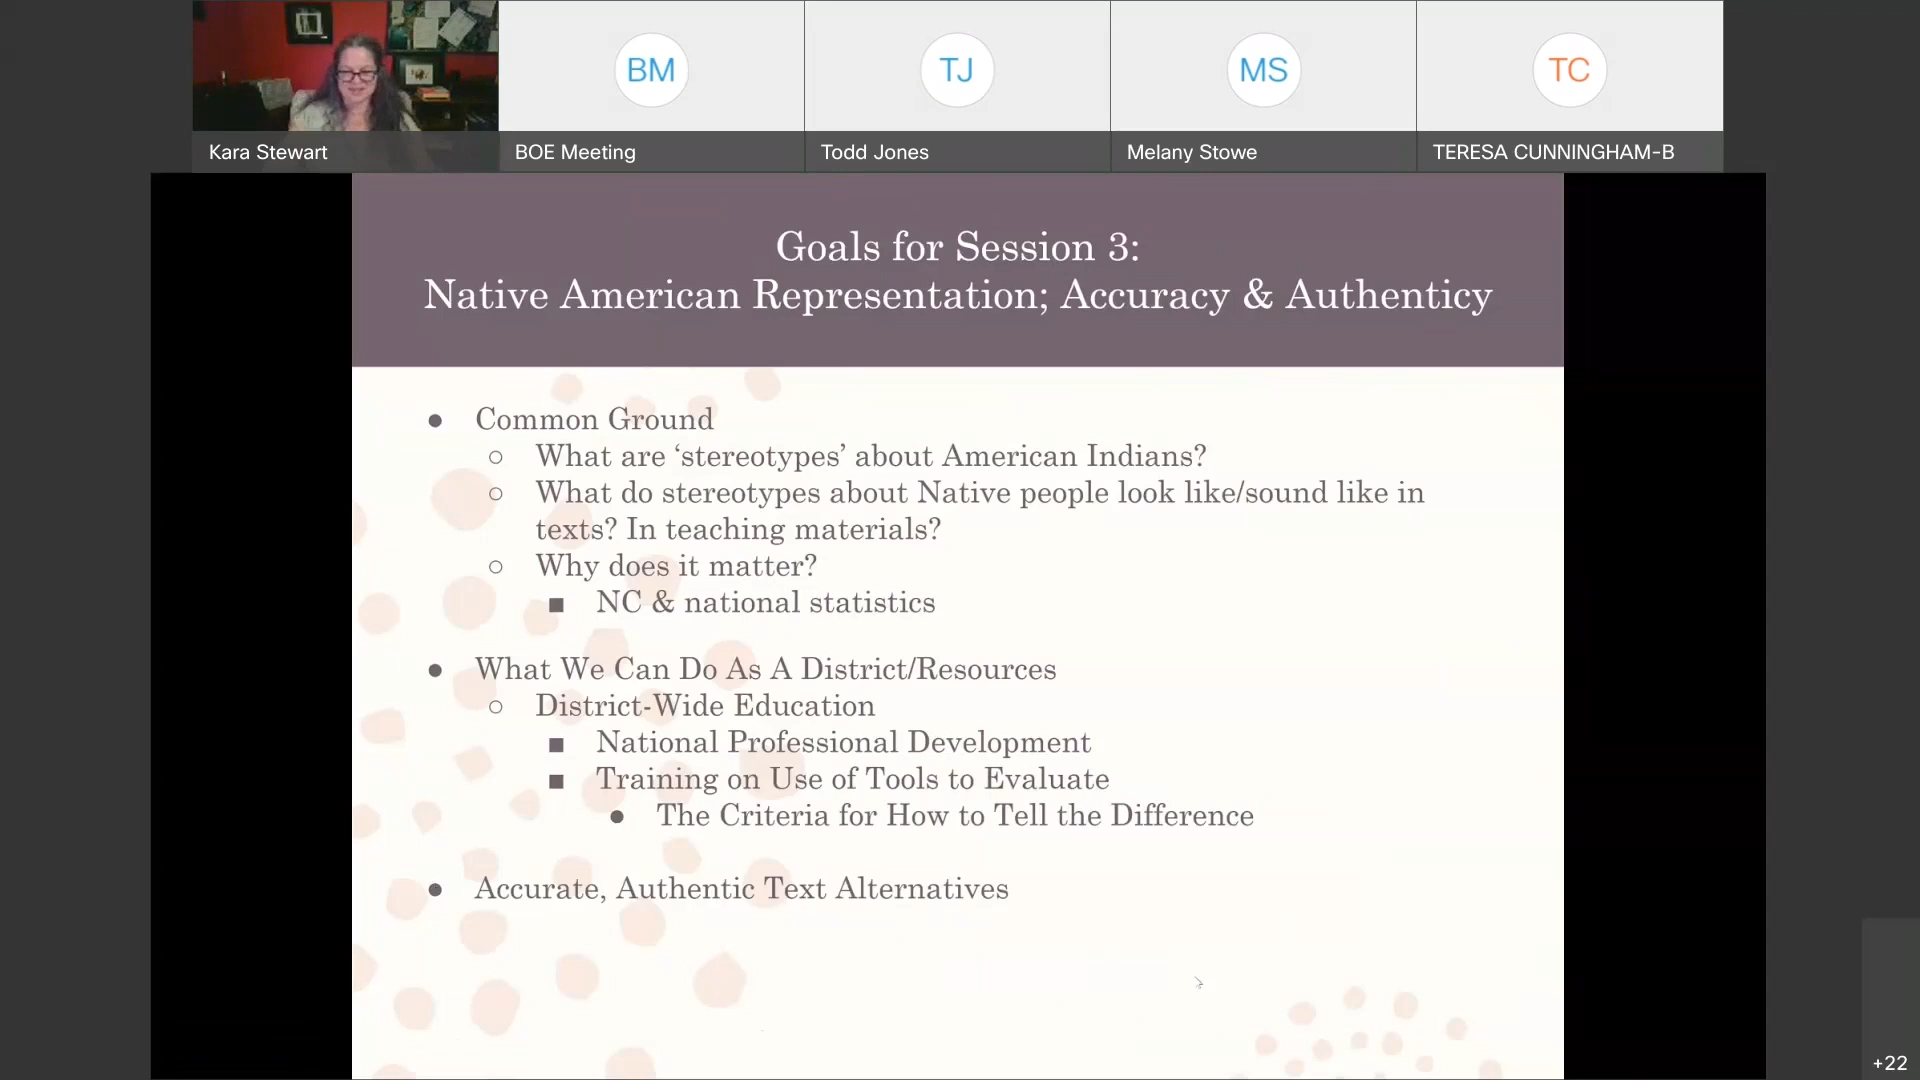 BM
TJ
MS
TC
Kara Stewart
BOE Meeting
Todd Jones
Melany Stowe
TERESA CUNNINGHAM-B
Goals for Session 3:
Native American Representation; Accuracy & Authenticy
● Common Ground
○ What are ‘stereotypes’ about American Indians?
○ What do stereotypes about Native people look like/sound like in
texts? In teaching materials?
○ Why does it matter?
■ NC & national statistics
● What We Can Do As A District/Resources
○ District-Wide Education
■ National Professional Development
■ Training on Use of Tools to Evaluate
● The Criteria for How to Tell the Difference
● Accurate, Authentic Text Alternatives
+22